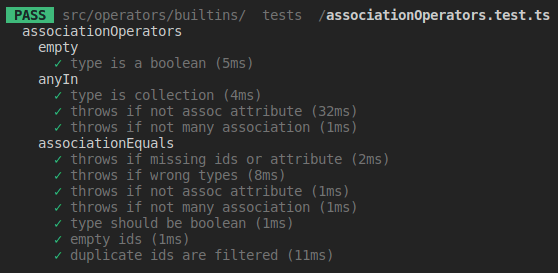 PASS src/operators/builtins/ tests /associationOperators.test.ts
associationOperators
empty
✓ type is a boolean (5ms)
anyIn
✓ type is collection (4ms)
✓ throws if not assoc attribute (32ms)
✓ throws if not many association (1ms)
associationEquals
✓ throws if missing ids or attribute (2ms)
✓ throws if wrong types (8ms)
✓ throws if not assoc attribute (1ms)
✓ throws if not many association (1ms)
✓ type should be boolean (1ms)
✓ empty ids (1ms)
✓ duplicate ids are filtered (11ms)